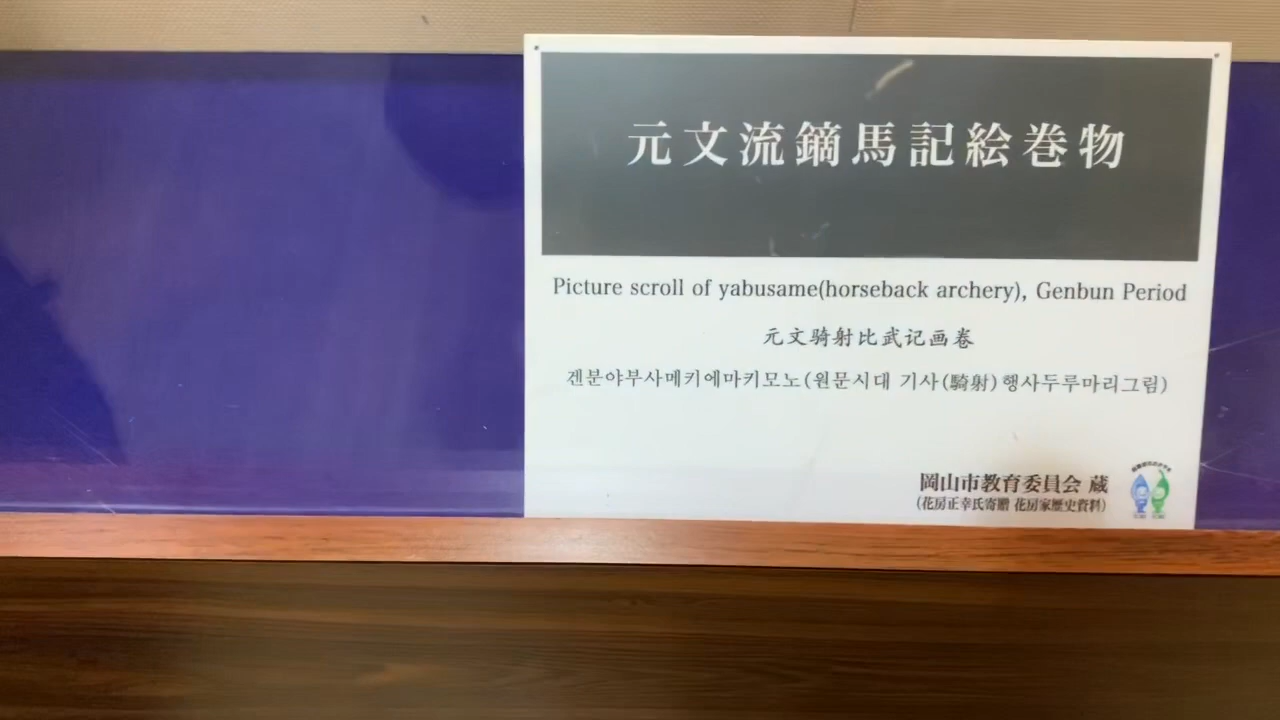 元文流鏑馬記絵巻物
Picture scroll of yabusame(horseback archery), Genbun Period
元文骑射比武记画卷
겐분야부사메키에마키모노(원문시대 기사(騎射)행사두루마리그림)
岡山市教育委員会 蔵
(花房正幸氏寄贈 花房家歴史資料)